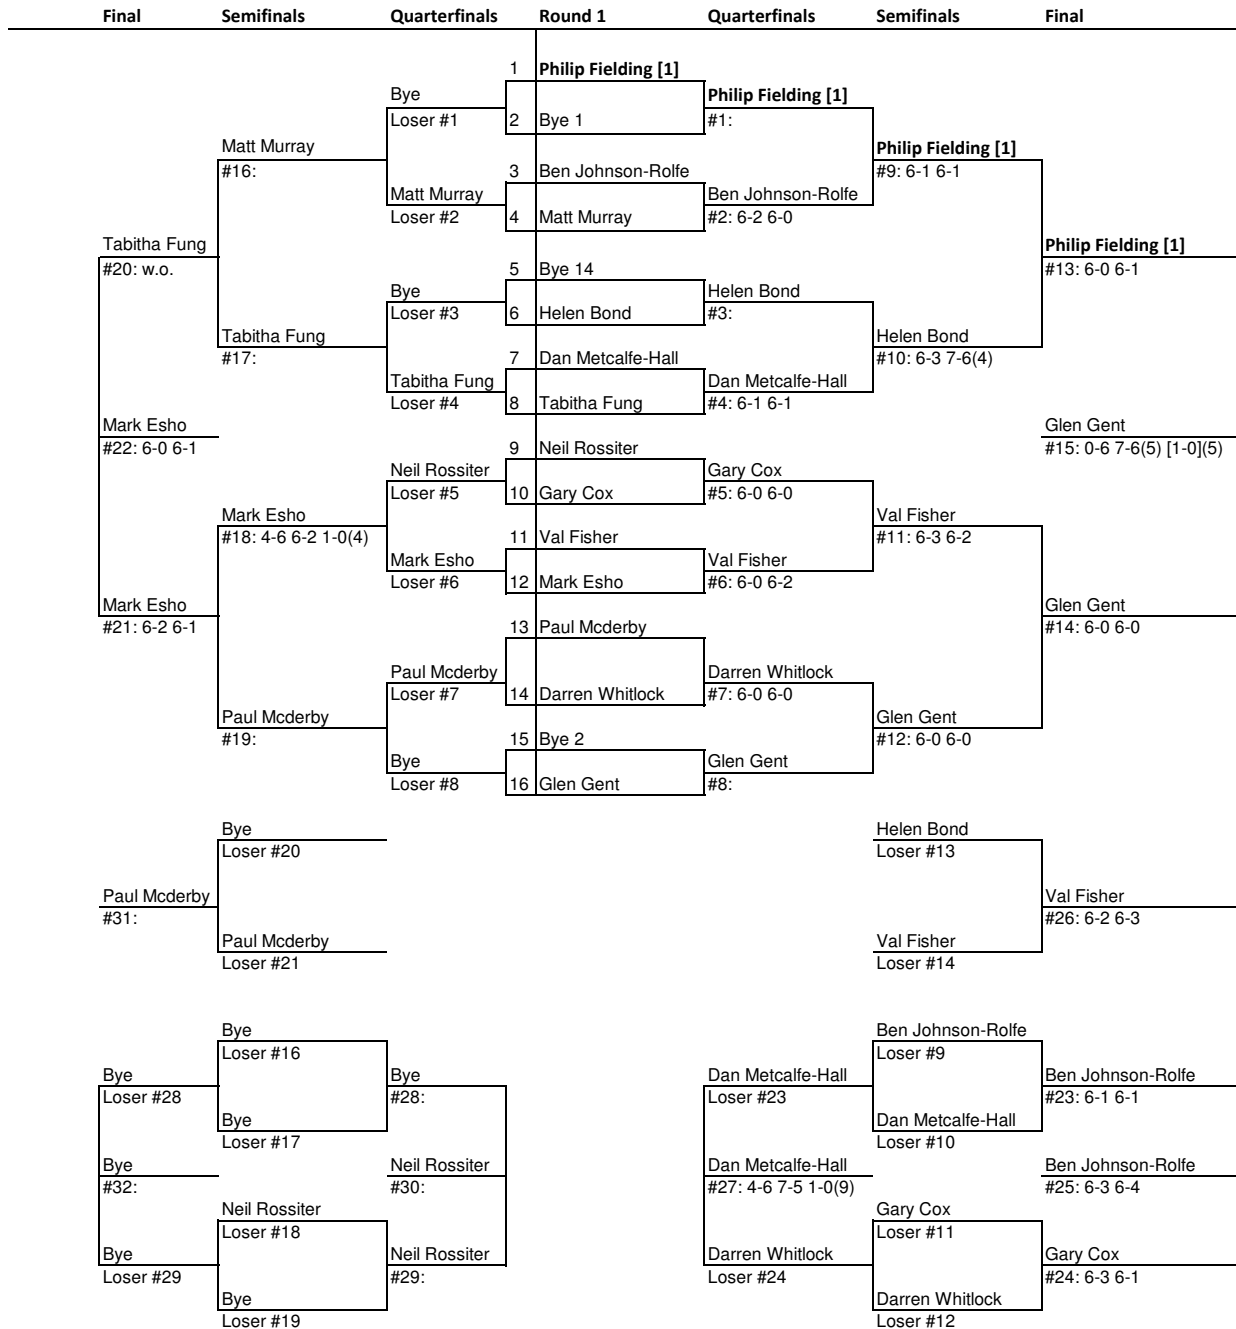 Final Semifinals Quarterfinals Round 1 Quarterfinals Semifinals Final
1 Philip Fielding [1]
Bye Philip Fielding [1]
Loser #1 2 Bye 1 #1:
Matt Murray Philip Fielding [1]
#16: 3 Ben Johnson-Rolfe #9: 6-1 6-1
Matt Murray Ben Johnson-Rolfe
Loser #2 4 Matt Murray #2: 6-2 6-0
Tabitha Fung Philip Fielding [1]
#20: w.o. 5 Bye 14 #13: 6-0 6-1
Bye Helen Bond
Loser #3 6 Helen Bond #3:
Tabitha Fung Helen Bond
#17: 7 Dan Metcalfe-Hall #10: 6-3 7-6(4)
Tabitha Fung Dan Metcalfe-Hall
Loser #4 8 Tabitha Fung #4: 6-1 6-1
Mark Esho Glen Gent
#22: 6-0 6-1 9 Neil Rossiter #15: 0-6 7-6(5) [1-0](5)
Neil Rossiter Gary Cox
Loser #5 10 Gary Cox #5: 6-0 6-0
Mark Esho Val Fisher
#18: 4-6 6-2 1-0(4) 11 Val Fisher #11: 6-3 6-2
Mark Esho Val Fisher
Loser #6 12 Mark Esho #6: 6-0 6-2
Mark Esho Glen Gent
#21: 6-2 6-1 13 Paul Mcderby #14: 6-0 6-0
Paul Mcderby Darren Whitlock
Loser #7 14 Darren Whitlock #7: 6-0 6-0
Paul Mcderby Glen Gent
#19: 15 Bye 2 #12: 6-0 6-0
Bye Glen Gent
Loser #8 16 Glen Gent #8:
Bye Helen Bond
Loser #20 Loser #13
Paul Mcderby Val Fisher
#31: #26: 6-2 6-3
Paul Mcderby Val Fisher
Loser #21 Loser #14
Bye Ben Johnson-Rolfe
Loser #16 Loser #9
Bye Bye Dan Metcalfe-Hall Ben Johnson-Rolfe
Loser #28 #28: Loser #23 #23: 6-1 6-1
Bye Dan Metcalfe-Hall
Loser #17 Loser #10
Bye Neil Rossiter Dan Metcalfe-Hall Ben Johnson-Rolfe
#32: #30: #27: 4-6 7-5 1-0(9) #25: 6-3 6-4
Neil Rossiter Gary Cox
Loser #18 Loser #11
Bye Neil Rossiter Darren Whitlock Gary Cox
Loser #29 #29: Loser #24 #24: 6-3 6-1
Bye Darren Whitlock
Loser #19 Loser #12